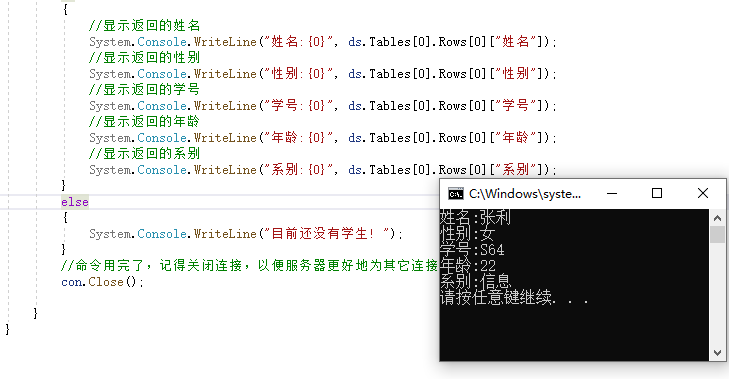 {
//显示返回的姓名
System.Console.WriteLine("姓名:{0}", ds.Tables[0].Rows[0]["姓名"]);
//显示返回的性别
System.Console.WriteLine("性别:{0}", ds.Tables[0].Rows[0]["性别"]);
//显示返回的学号
System.Console.WriteLine("学号:{0}", ds.Tables[0].Rows[0]["学号"]);
//显示返回的年龄
System.Console.WriteLine("年龄:{0}", ds.Tables[0].Rows[0]["年龄"]);
//显示返回的系别
System.Console.WriteLine("系别:{0}", ds.Tables[0].Rows[0]["系别"]);
}
else
{
System.Console.WriteLine("目前还没有学生！");
}
//命令用完了，记得关闭连接，以便服务器更好地为其它连接
con.Close();
}
}
C:\Windows\syste...
姓名:张利
性别:女
学号:S64
年龄:22
系别:信息
请按任意键继续. . .